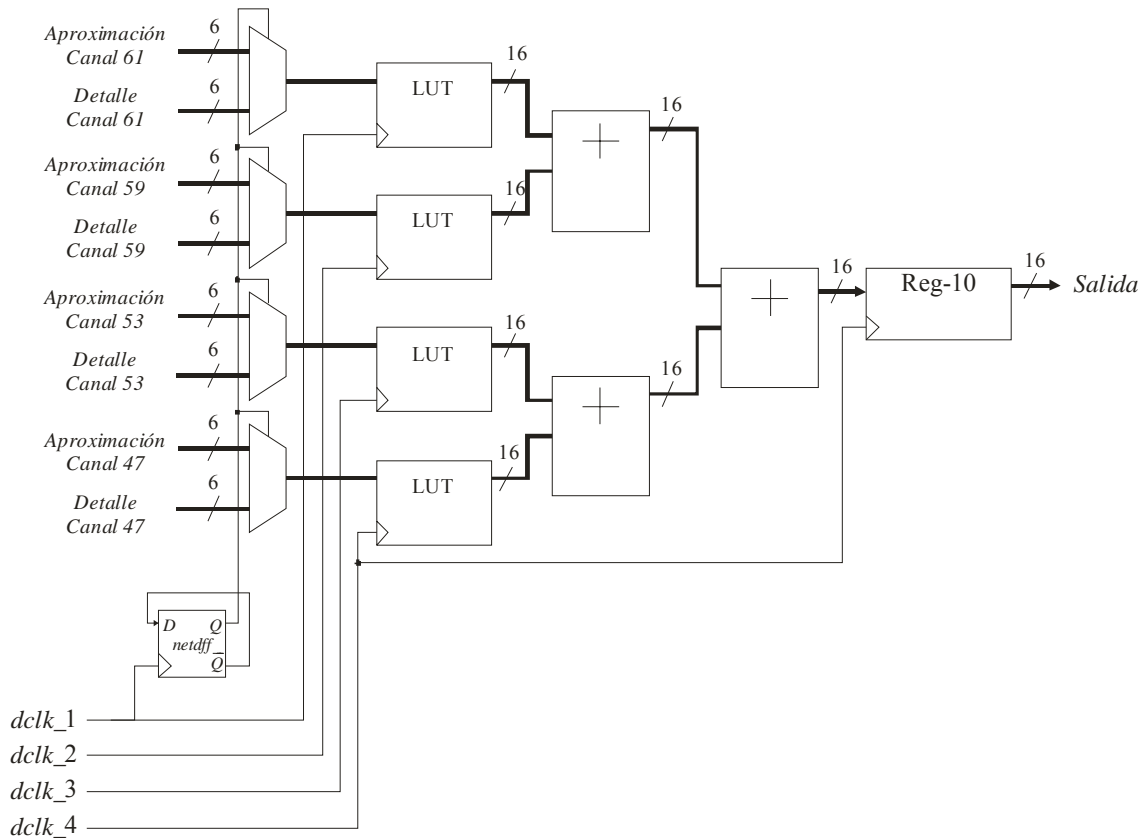 Aproximación
Canal 61
6
16
LUT
Detalle
Canal 61
6
16
Aproximación
Canal 59
6
16
LUT
Detalle
Canal 59
6
16
Reg-10
16
Salida
Aproximación
Canal 53
6
16
LUT
Detalle
Canal 53
6
16
Aproximación
Canal 47
6
16
LUT
Detalle
Canal 47
6
D Q
netdff
Q
dclk_1
dclk_2
dclk_3
dclk_4